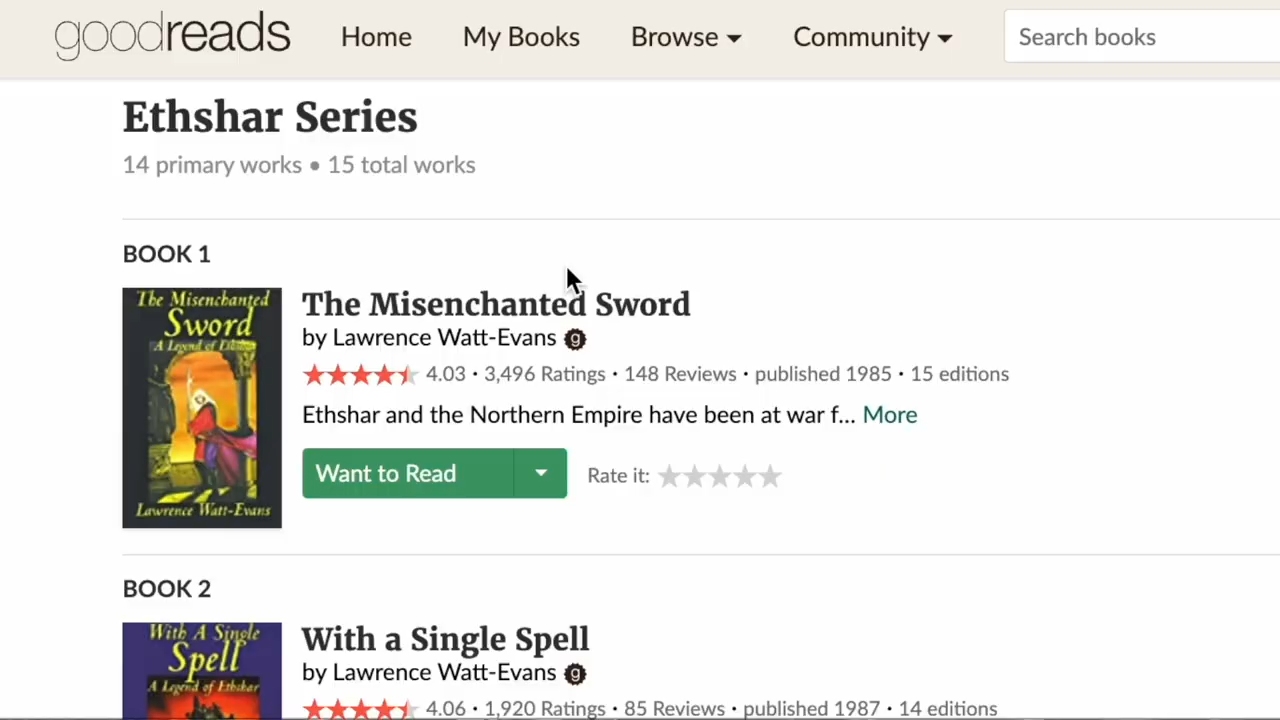 goodreads Home My Books Browse Community Search books
Ethshar Series
14 primary works • 15 total works
BOOK 1
The Misenchanted
Sword
A Legend of Ethshar
Lawrence Watt-Evans
The Misenchanted Sword
by Lawrence Watt-Evans g
4.03 · 3,496 Ratings · 148 Reviews · published 1985 · 15 editions
Ethshar and the Northern Empire have been at war f... More
Want to Read Rate it:
BOOK 2
With A Single
Spell
A Legend of Ethshar
With a Single Spell
by Lawrence Watt-Evans g
4.06 · 1,920 Ratings · 85 Reviews · published 1987 · 14 editions